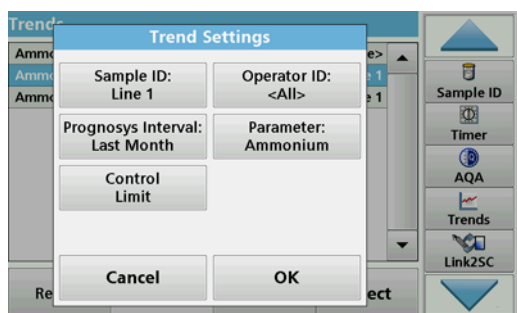 Trends
Trend Settings
Sample ID:
Line 1
Operator ID:
<All>
Prognosys Interval:
Last Month
Parameter:
Ammonium
Control
Limit
Cancel
OK
Sample ID
Timer
AQA
Trends
Link2SC